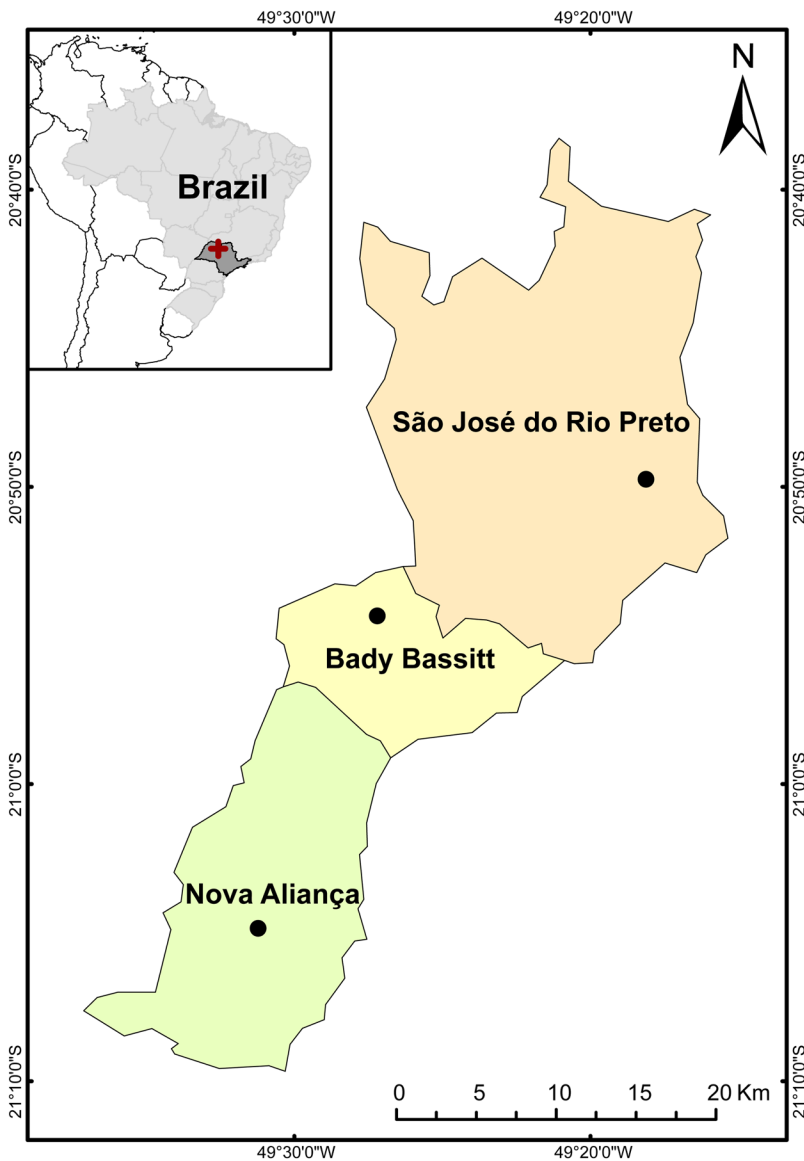 49°30'0"W
49°20'0"W
N
Brazil
20°40'0"S
20°40'0"S
São José do Rio Preto
20°50'0"S
20°50'0"S
Bady Bassitt
21°0'0"S
21°0'0"S
Nova Aliança
21°10'0"S
21°10'0"S
0 5 10 15 20 Km
49°30'0"W
49°20'0"W